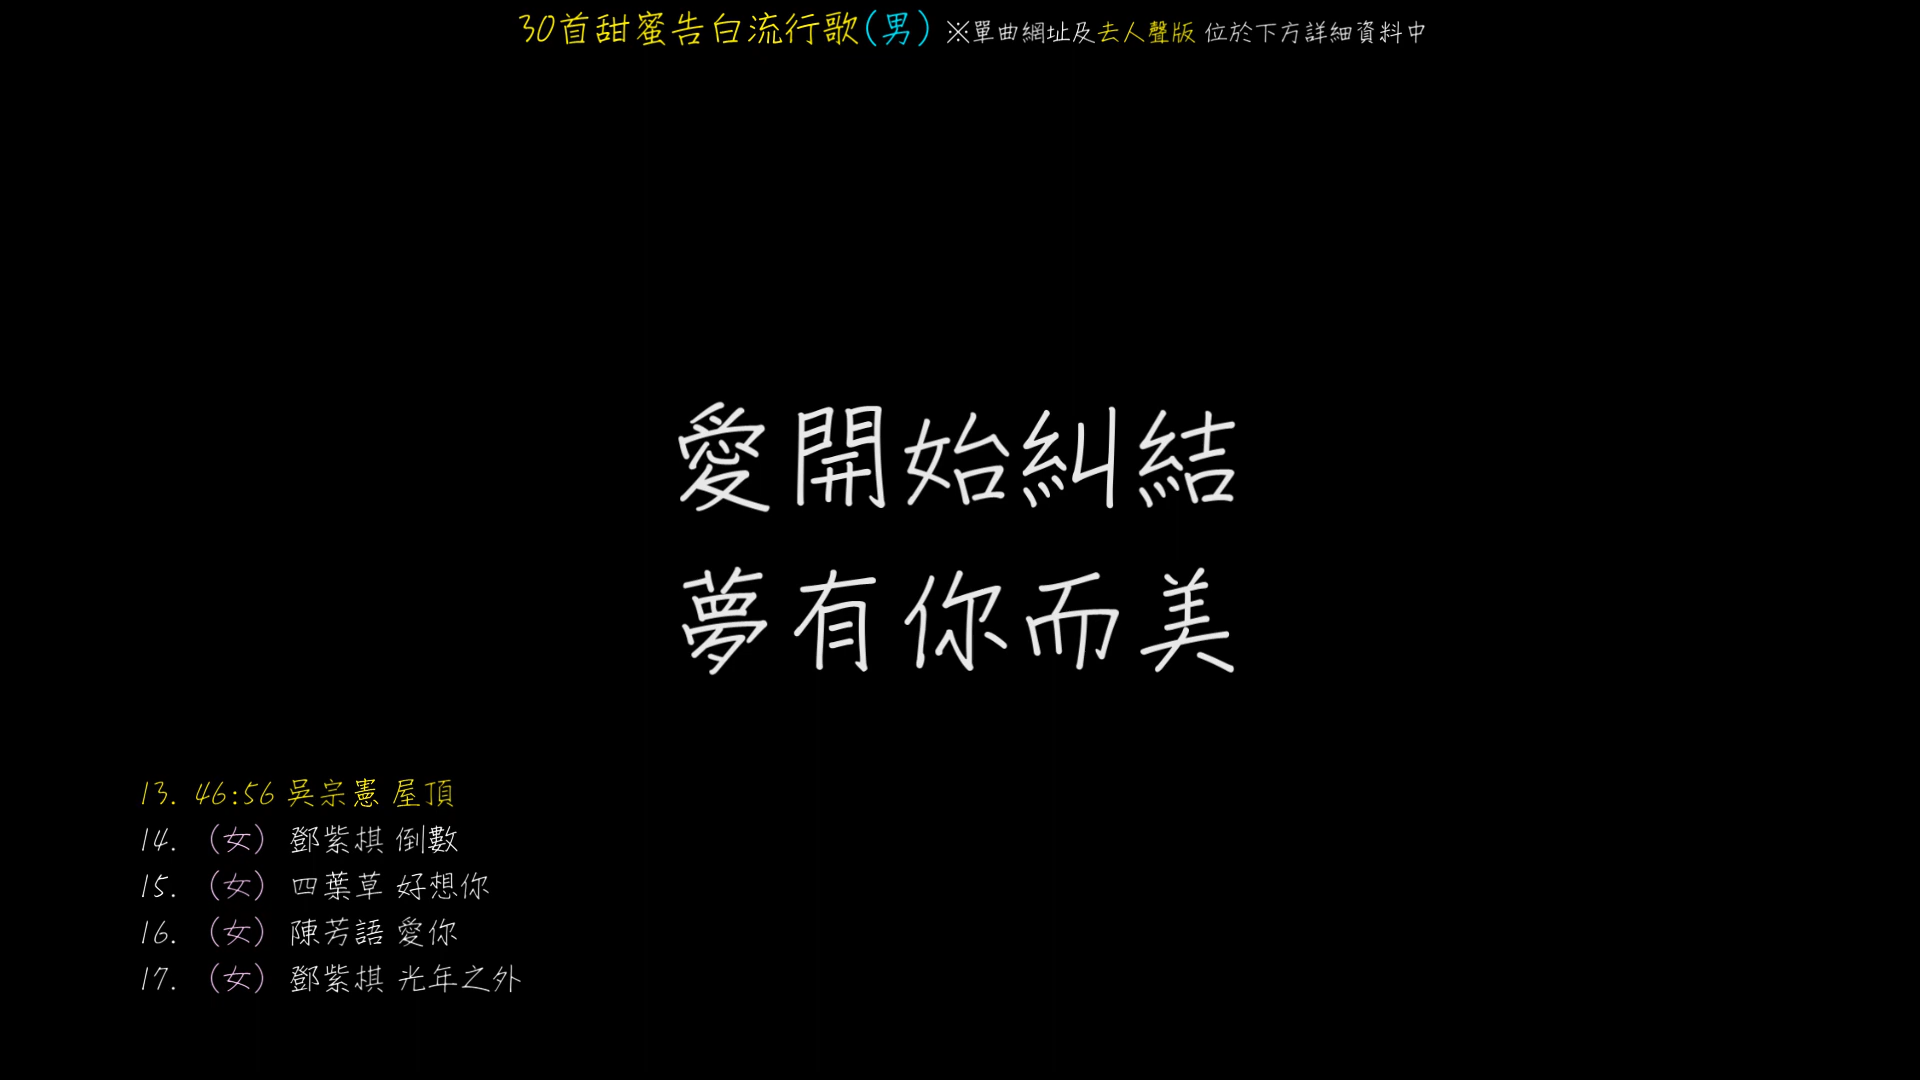 30首甜蜜告白流行歌(男) ※單曲網址及去人聲版 位於下方詳細資料中
愛開始糾結
夢有你而美
13. 46:56 吳宗憲 屋頂
14. (女) 鄧紫棋 倒數
15. (女) 四葉草 好想你
16. (女) 陳芳語 愛你
17. (女) 鄧紫棋 光年之外